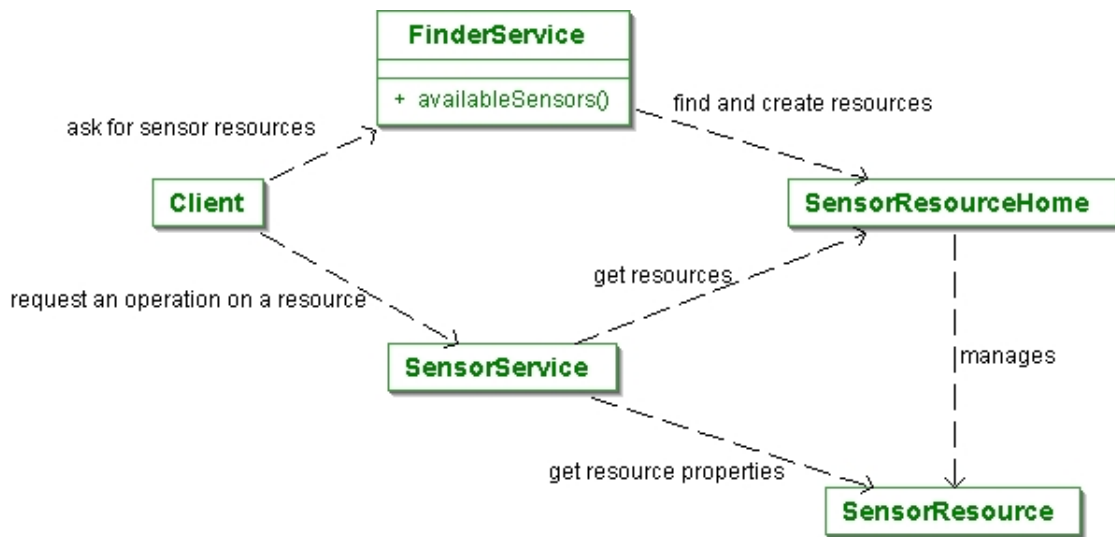 FinderService
+ availableSensors()
find and create resources
ask for sensor resources
Client
SensorResourceHome
get resources
request an operation on a resource
SensorService
manages
get resource properties
SensorResource